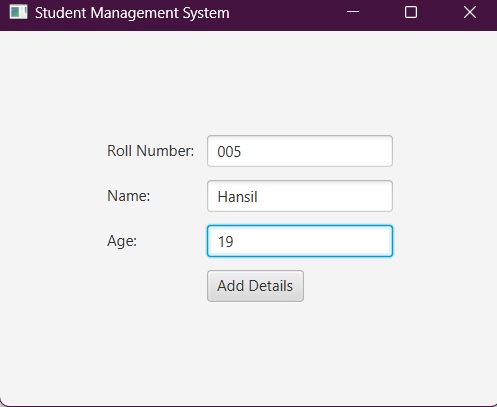 Student Management System
Roll Number: 005
Name: Hansil
Age: 19
Add Details